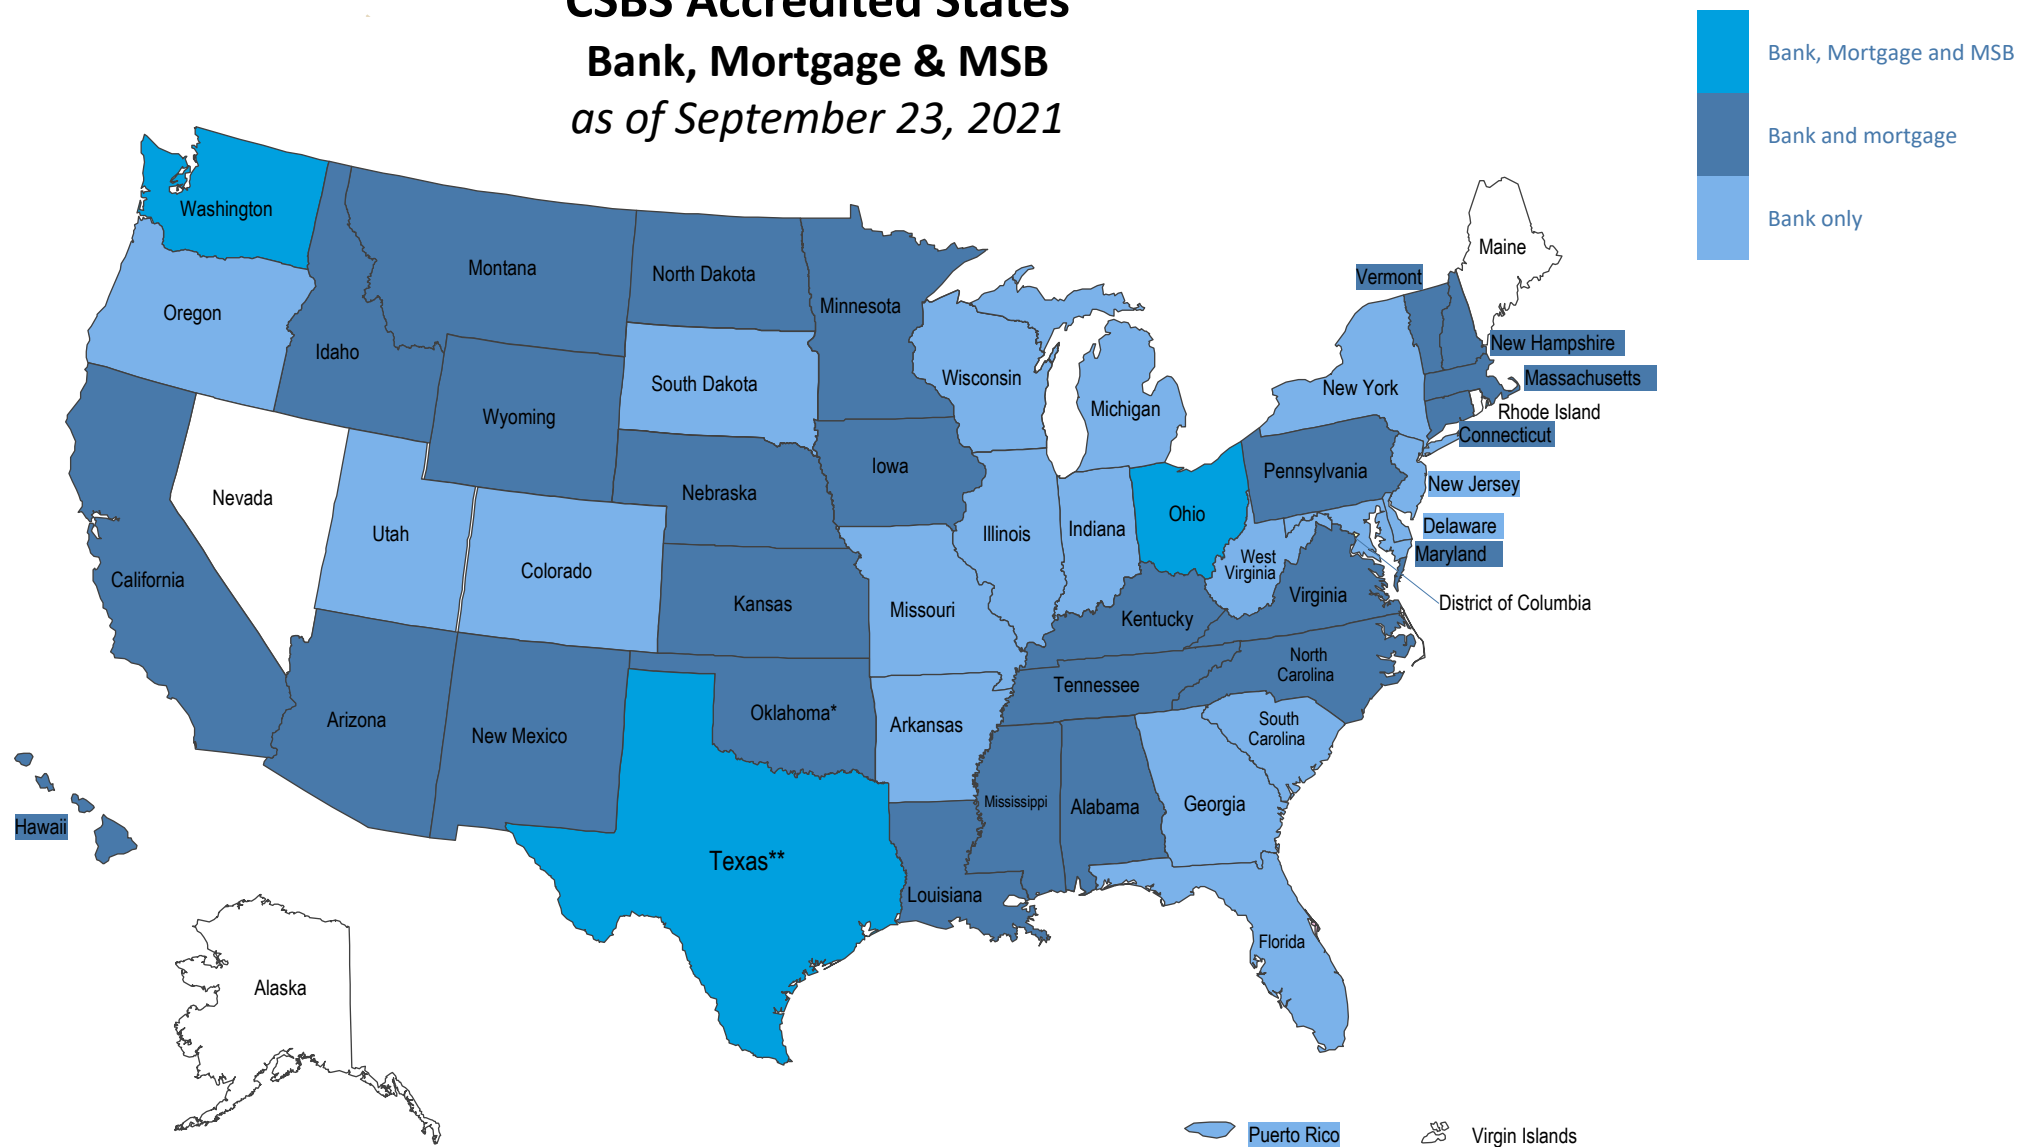 CSBS Accredited States
Bank, Mortgage & MSB
as of September 23, 2021
Bank, Mortgage and MSB
Bank and mortgage
Bank only
Washington
Oregon
Idaho
Montana
North Dakota
Minnesota
South Dakota
Wyoming
Wisconsin
Michigan
Maine
Vermont
New Hampshire
Massachusetts
New York
Rhode Island
Connecticut
Pennsylvania
New Jersey
Delaware
Maryland
District of Columbia
Nevada
Utah
Colorado
Nebraska
Iowa
Illinois
Indiana
Ohio
West
Virginia
Virginia
California
Kansas
Missouri
Kentucky
North
Carolina
Tennessee
Arizona
New Mexico
Oklahoma*
Arkansas
South
Carolina
Mississippi
Alabama
Georgia
Hawaii
Texas**
Louisiana
Florida
Alaska
Puerto Rico
Virgin Islands